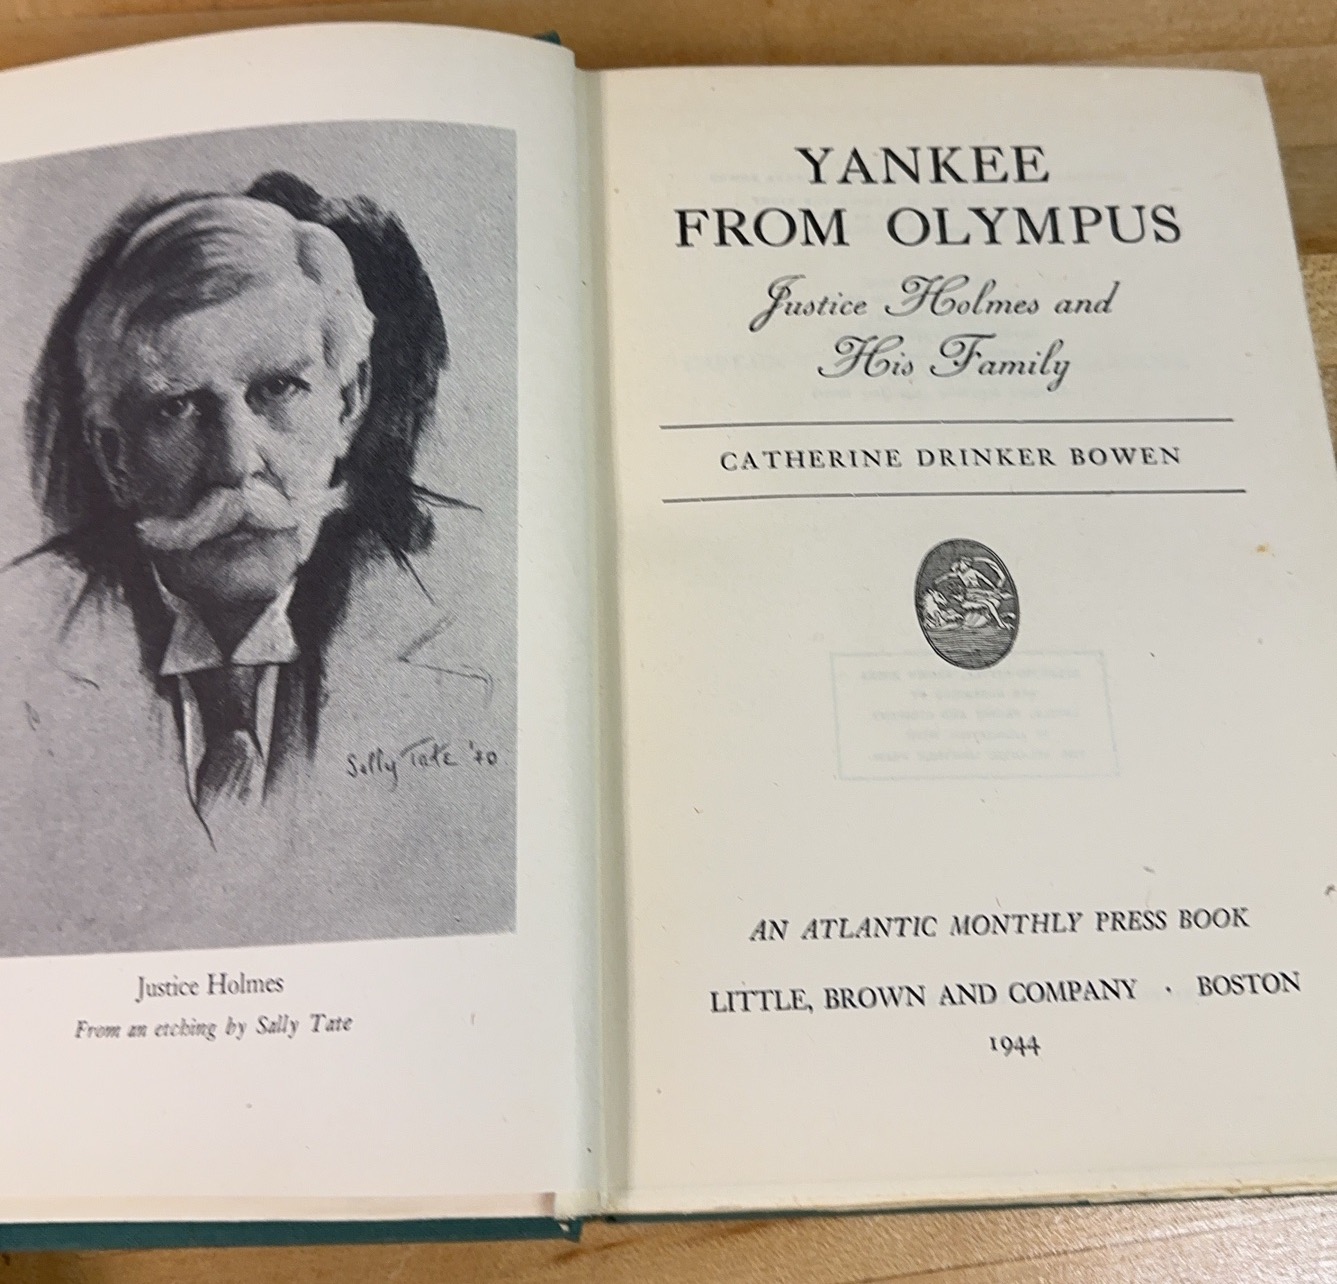 Sally Tate '40
Justice Holmes
From an etching by Sally Tate
YANKEE
FROM OLYMPUS
Justice Holmes and
His Family
CATHERINE DRINKER BOWEN
AN ATLANTIC MONTHLY PRESS BOOK
LITTLE, BROWN AND COMPANY · BOSTON
1944